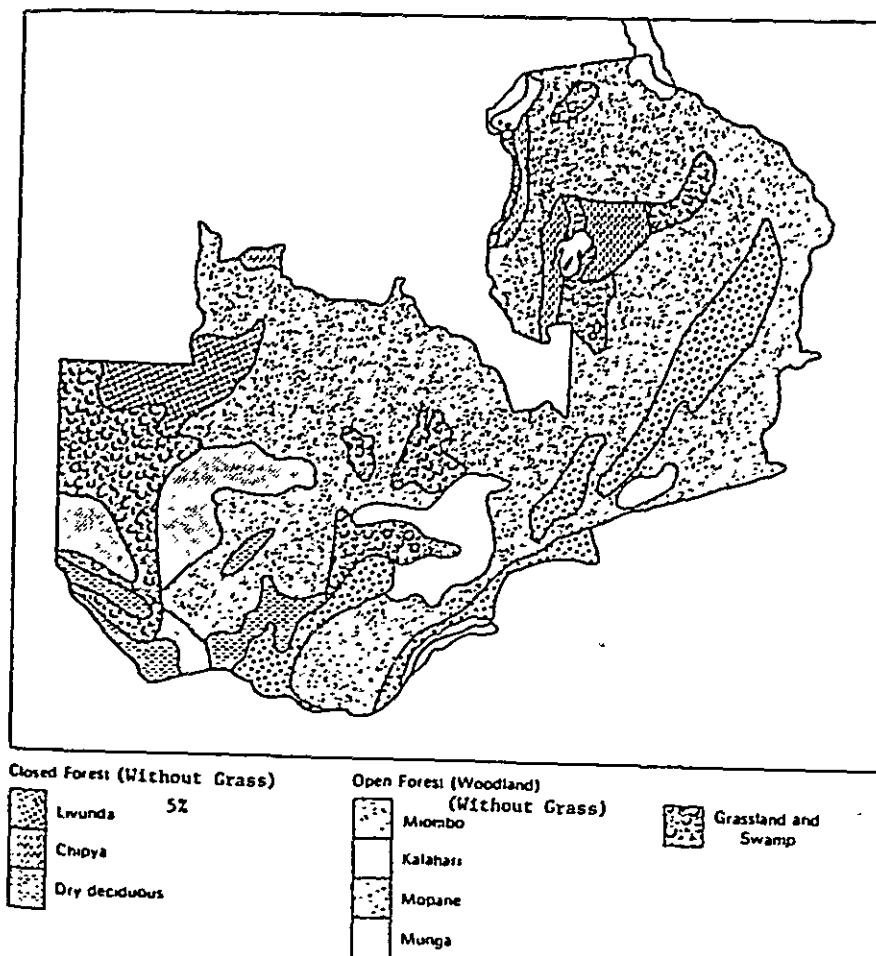 Closed Forest (Without Grass)
5%
Livunda
Chipya
Dry deciduous
Open Forest (Woodland)
(Without Grass)
Miombo
Kalahari
Mopane
Munga
Grassland and
Swamp